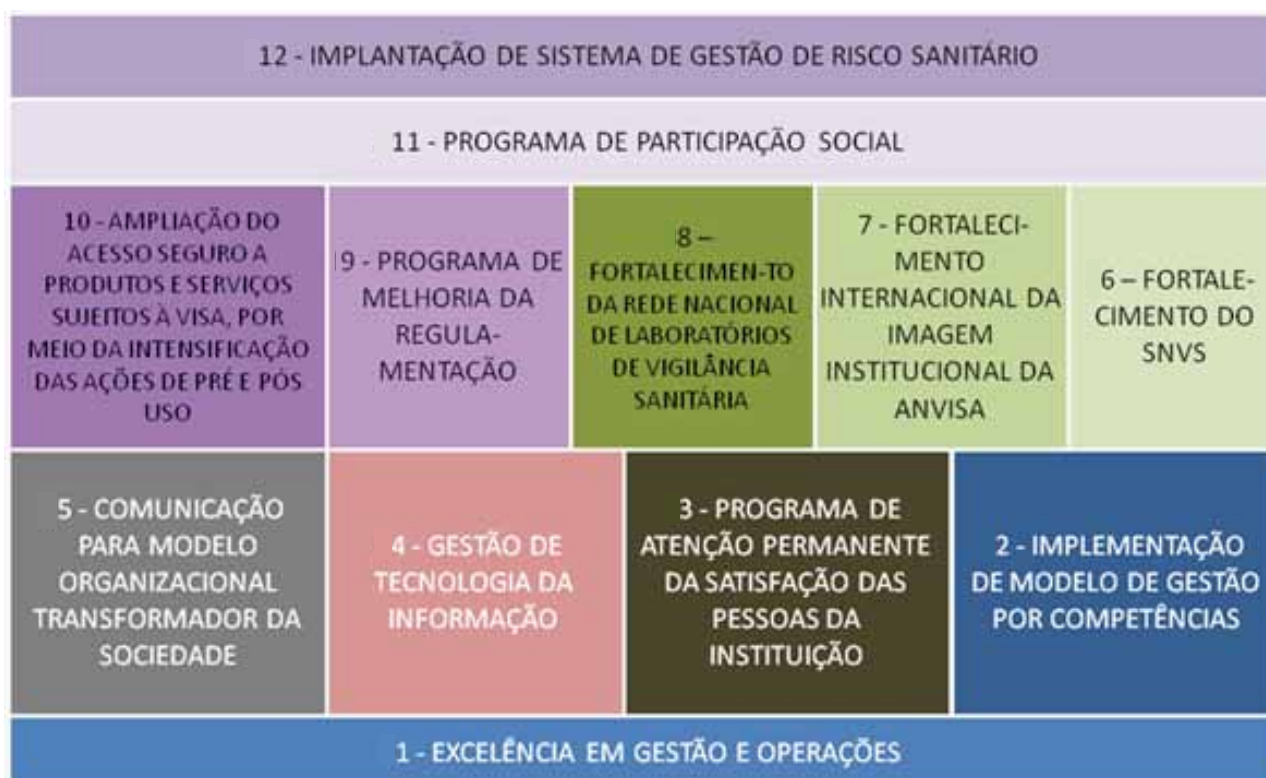 12 - IMPLANTAÇÃO DE SISTEMA DE GESTÃO DE RISCO SANITÁRIO
11 - PROGRAMA DE PARTICIPAÇÃO SOCIAL
10 - AMPLIAÇÃO DO
ACESSO SEGURO A
PRODUTOS E SERVIÇOS
SUJEITOS À VISA, POR
MEIO DA INTENSIFICAÇÃO
DAS AÇÕES DE PRÉ E PÓS
USO
9 - PROGRAMA DE
MELHORIA DA
REGULA-
MENTAÇÃO
8 –
FORTALECIMEN-TO
DA REDE NACIONAL
DE LABORATÓRIOS
DE VIGILÂNCIA
SANITÁRIA
7 - FORTALECI-
MENTO
INTERNACIONAL DA
IMAGEM
INSTITUCIONAL DA
ANVISA
6 – FORTALE-
CIMENTO DO
SNVS
5 - COMUNICAÇÃO
PARA MODELO
ORGANIZACIONAL
TRANSFORMADOR DA
SOCIEDADE
4 - GESTÃO DE
TECNOLOGIA DA
INFORMAÇÃO
3 - PROGRAMA DE
ATENÇÃO PERMANENTE
DA SATISFAÇÃO DAS
PESSOAS DA
INSTITUIÇÃO
2 - IMPLEMENTAÇÃO
DE MODELO DE GESTÃO
POR COMPETÊNCIAS
1 - EXCELÊNCIA EM GESTÃO E OPERAÇÕES